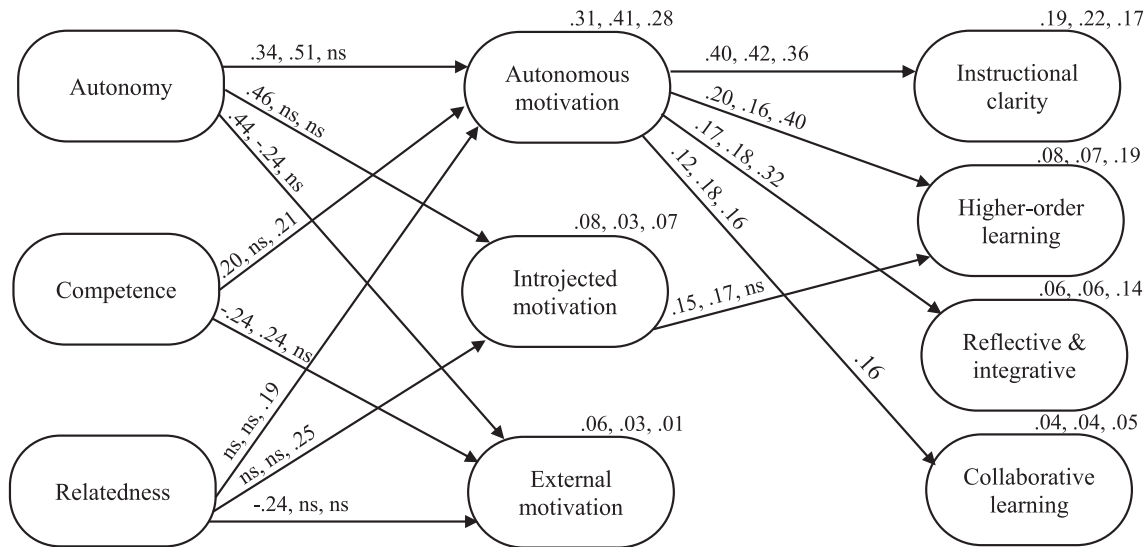 .31, .41, .28
.19, .22, .17
.34, .51, ns
.40, .42, .36
Autonomy
Autonomous
motivation
Instructional
clarity
.46, ns, ns
.20, .16, .40
.44, -.24, ns
.17, .18, .32
.12, .18, .16
.08, .07, .19
Higher-order
learning
.20, ns, .21
.08, .03, .07
Competence
Introjected
motivation
.15, .17, ns
.06, .06, .14
-.24, .24, ns
Reflective &
integrative
.16
ns, ns, .19
ns, ns, .25
.06, .03, .01
.04, .04, .05
Relatedness
-.24, ns, ns
External
motivation
Collaborative
learning